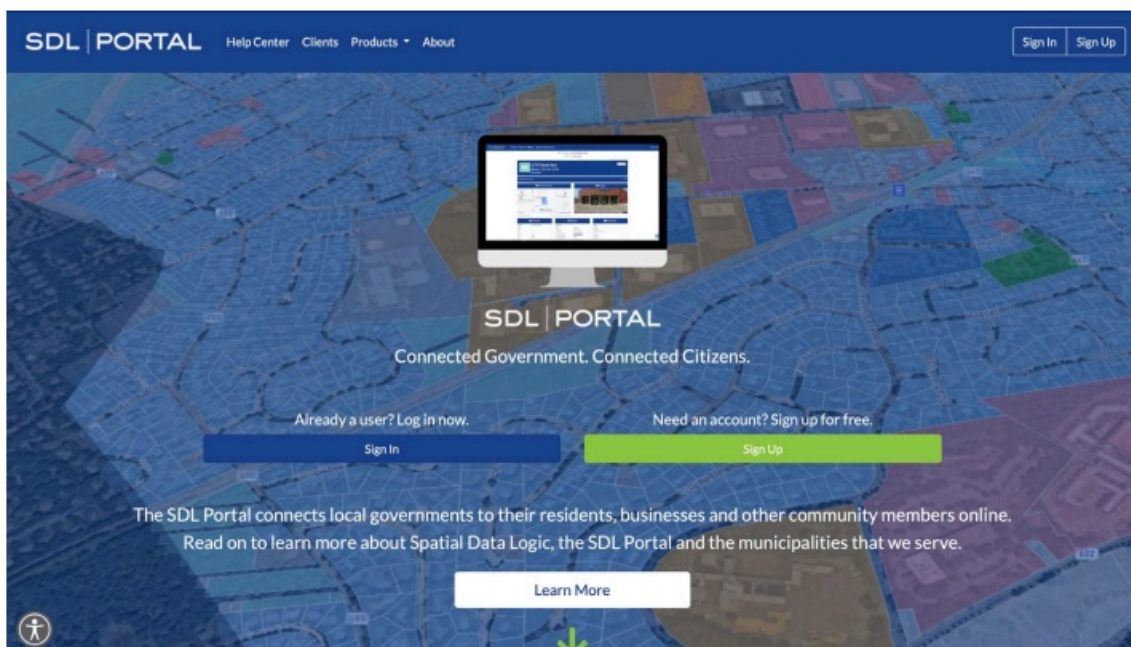 SDL | PORTAL Help Center Clients Products About Sign In Sign Up
SDL | PORTAL
Connected Government. Connected Citizens.
Already a user? Log in now. Need an account? Sign up for free.
Sign In Sign Up
The SDL Portal connects local governments to their residents, businesses and other community members online.
Read on to learn more about Spatial Data Logic, the SDL Portal and the municipalities that we serve.
622
Learn More